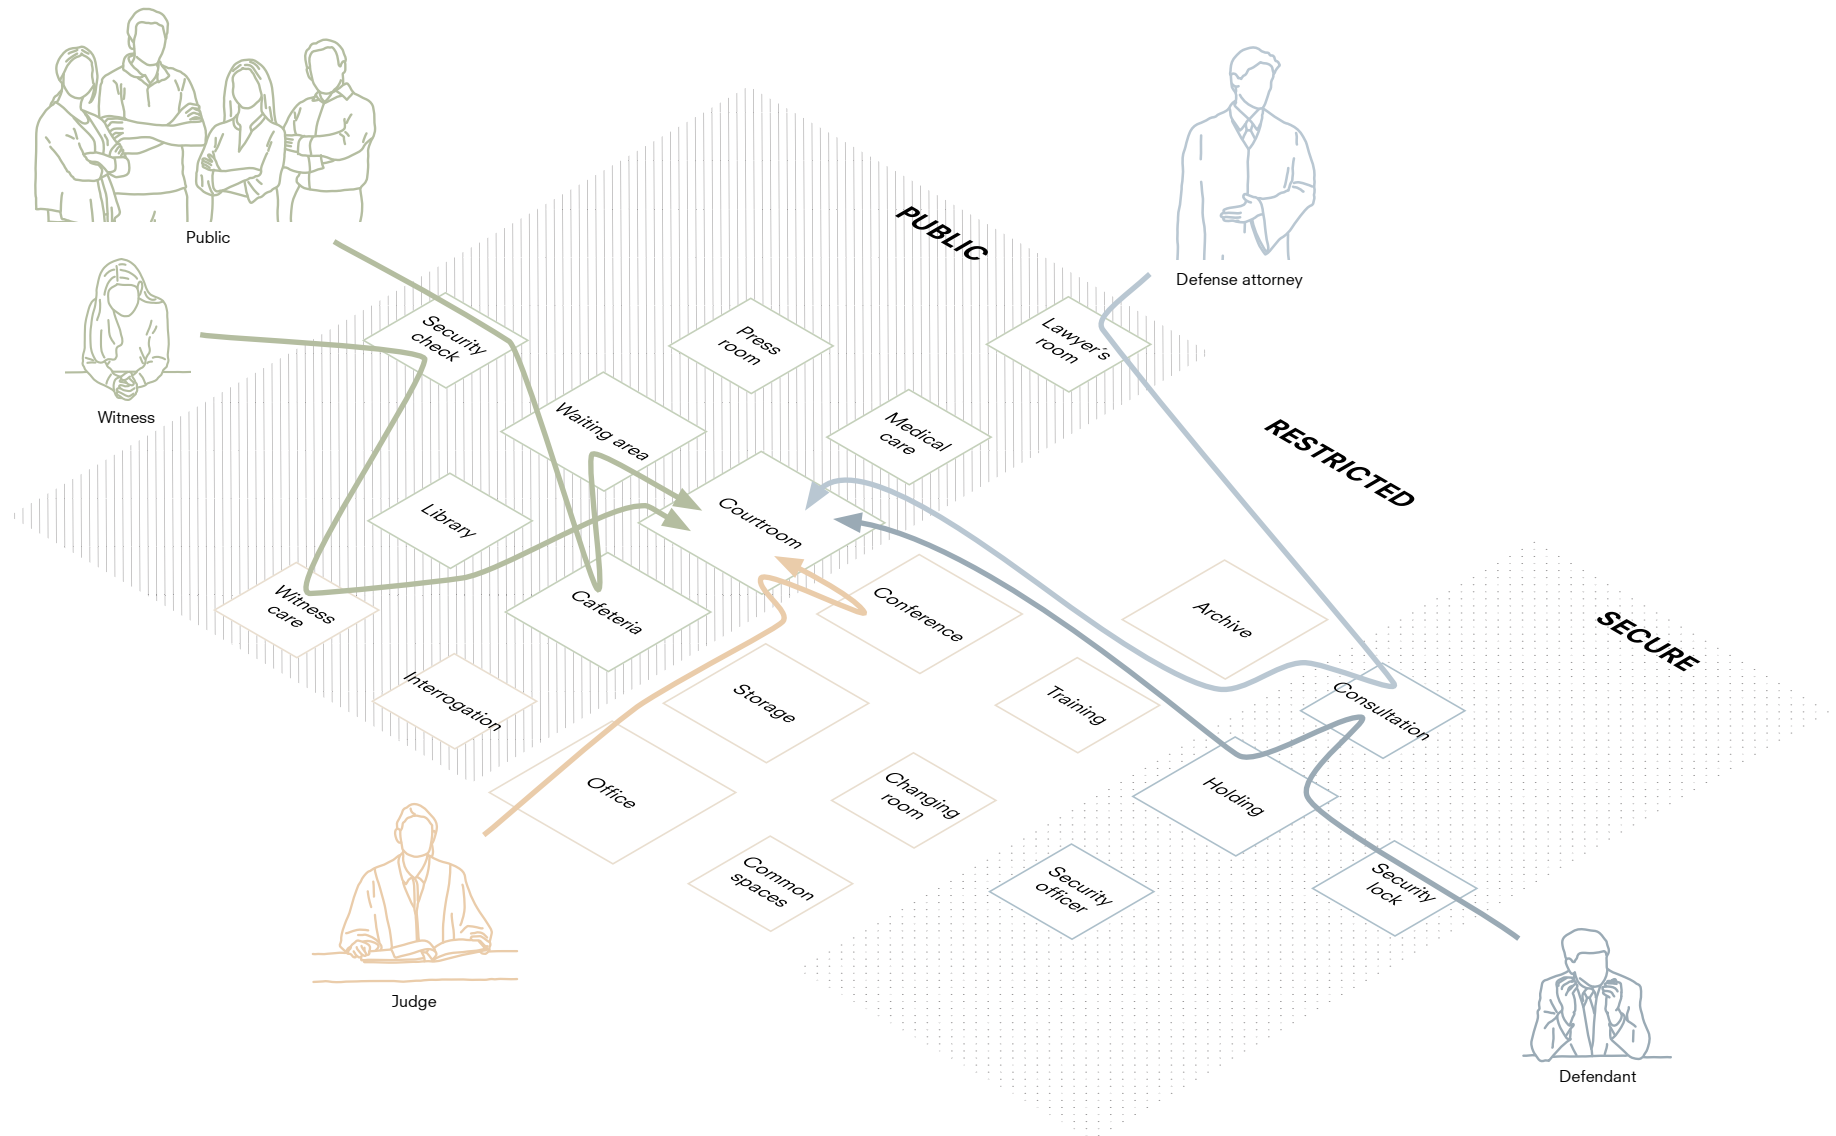 Public
Witness
Defense attorney
PUBLIC
RESTRICTED
SECURE
Security
check
Press
room
Lawyer's
room
Waiting area
Medical
care
Library
Courtroom
Witness
care
Cafeteria
Conference
Archive
Interrogation
Storage
Training
Consultation
Office
Changing
room
Holding
Common
spaces
Security
officer
Security
lock
Judge
Defendant